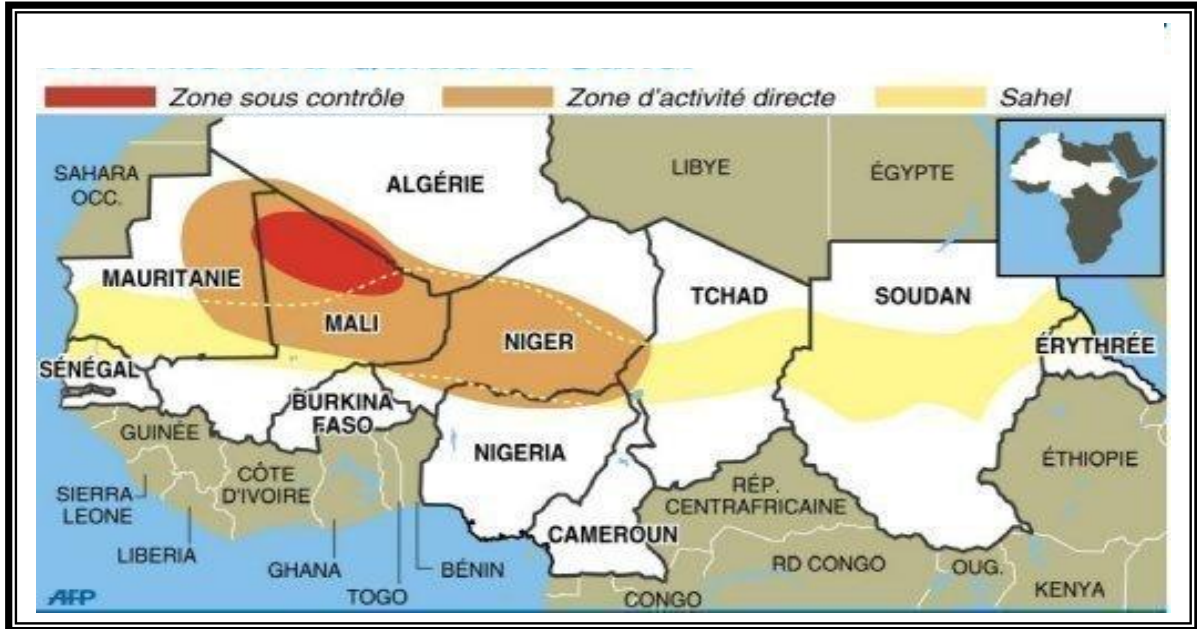 Zone sous contrôle Zone d'activité directe Sahel
SAHARA
OCC.
ALGÉRIE
LIBYE
ÉGYPTE
MAURITANIE
MALI
NIGER
TCHAD
SOUDAN
ÉRYTHRÉE
SÉNÉGAL
BURKINA
FASO
GUINÉE
NIGERIA
ÉTHIOPIE
CÔTE
D'IVOIRE
SIERRA
LEONE
RÉP.
CENTRAFRICAINE
CAMEROUN
LIBERIA
GHANA
BÉNIN
RD CONGO
OUG.
KENYA
AFP
TOGO
CONGO